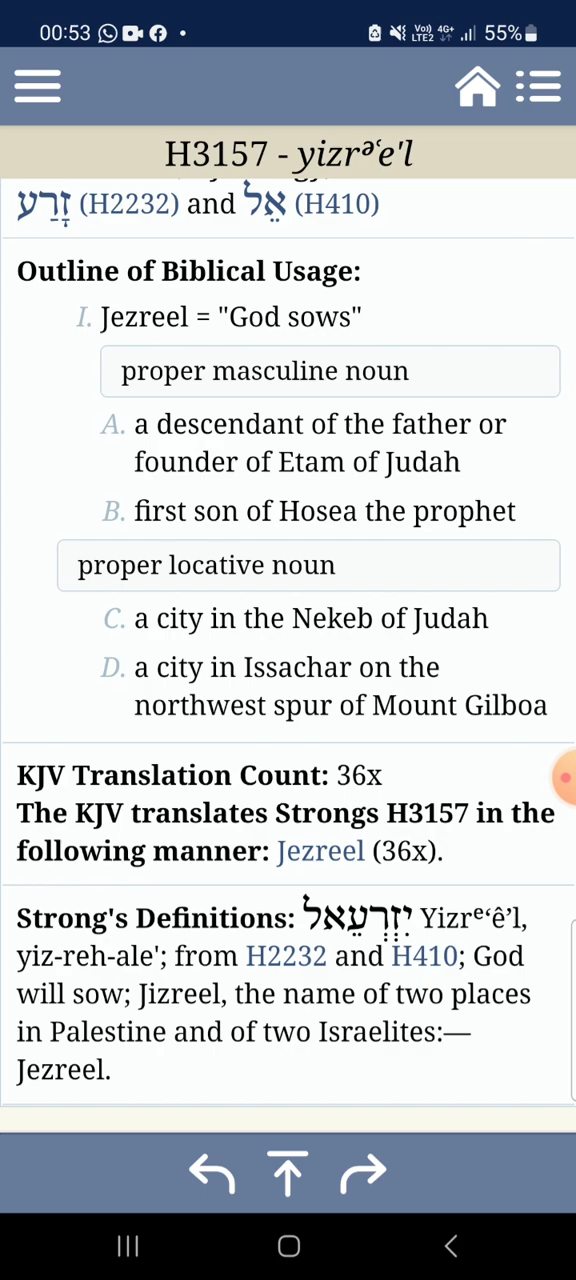 00:53 Vo)) LTE2 4G+ 55%
H3157 - yizrᵊʿe'l
זָרַע (H2232) and אֵל (H410)
Outline of Biblical Usage:
I. Jezreel = "God sows"
proper masculine noun
A. a descendant of the father or
founder of Etam of Judah
B. first son of Hosea the prophet
proper locative noun
C. a city in the Nekeb of Judah
D. a city in Issachar on the
northwest spur of Mount Gilboa
KJV Translation Count: 36x
The KJV translates Strongs H3157 in the
following manner: Jezreel (36x).
Strong's Definitions: יִזְרְעֵאל Yizrᵉʻêʼl,
yiz-reh-ale'; from H2232 and H410; God
will sow; Jizreel, the name of two places
in Palestine and of two Israelites:—
Jezreel.